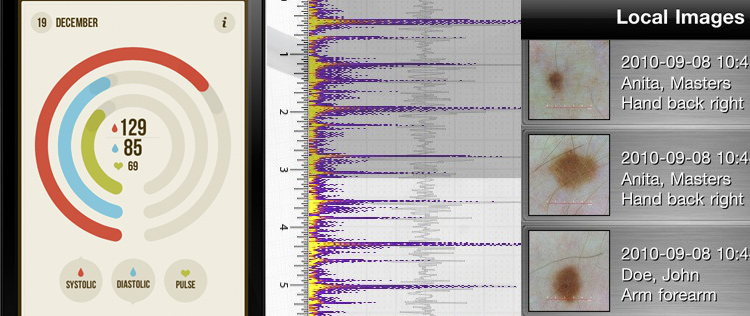 19 DECEMBER
i
129
85
69
SYSTOLIC
DIASTOLIC
PULSE
1
2
3
4
5
Local Images
2010-09-08 10:4
Anita, Masters
Hand back right
2010-09-08 10:4
Anita, Masters
Hand back right
2010-09-08 10:4
Doe, John
Arm forearm